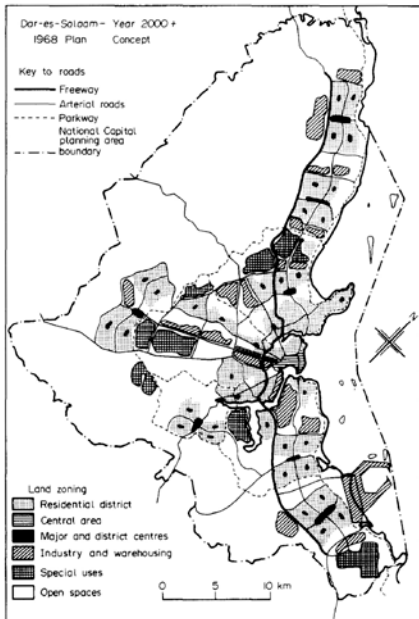 Dar-es-Salaam- Year 2000+
1968 Plan Concept
Key to roads
Freeway
Arterial roads
Parkway
National Capital
planning area
boundary
N
Land zoning
Residential district
Central area
Major and district centres
Industry and warehousing
Special uses
Open spaces
0 5 10 km